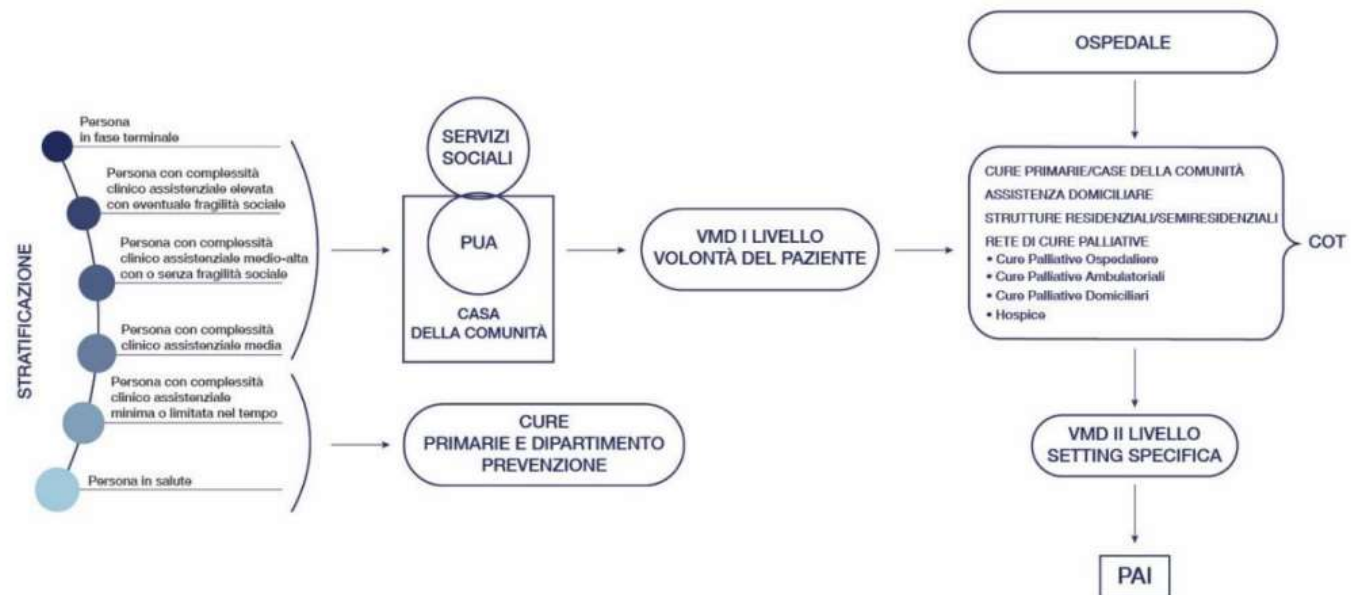 STRATIFICAZIONE
Persona
in fase terminale
Persona con complessità
clinico assistenziale elevata
con eventuale fragilità sociale
Persona con complessità
clinico assistenziale medio-alta
con o senza fragilità sociale
Persona con complessità
clinico assistenziale media
Persona con complessità
clinico assistenziale
minima o limitata nel tempo
Persona in salute
SERVIZI
SOCIALI
PUA
CASA
DELLA COMUNITÀ
CURE
PRIMARIE E DIPARTIMENTO
PREVENZIONE
VMD I LIVELLO
VOLONTÀ DEL PAZIENTE
OSPEDALE
CURE PRIMARIE/CASE DELLA COMUNITÀ
ASSISTENZA DOMICILIARE
STRUTTURE RESIDENZIALI/SEMIRESIDENZIALI
RETE DI CURE PALLIATIVE
• Cure Palliative Ospedaliere
• Cure Palliative Ambulatoriali
• Cure Palliative Domiciliari
• Hospice
COT
VMD II LIVELLO
SETTING SPECIFICA
PAI